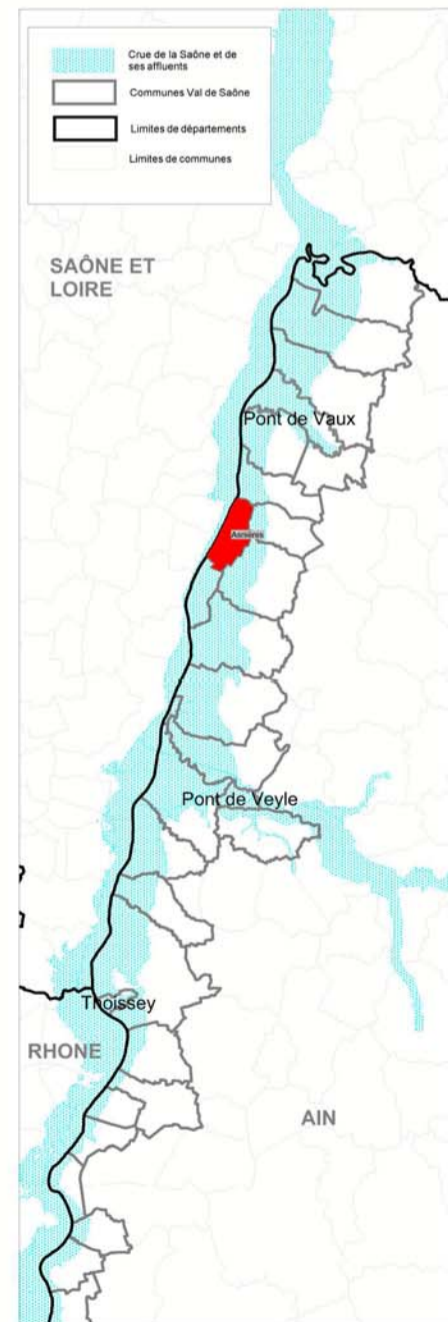 Crue de la Saône et de
ses affluents
Communes Val de Saône
Limites de départements
Limites de communes
SAÔNE ET
LOIRE
Pont de Vaux
Asnières
Pont de Veyle
Thoissey
RHONE
AIN